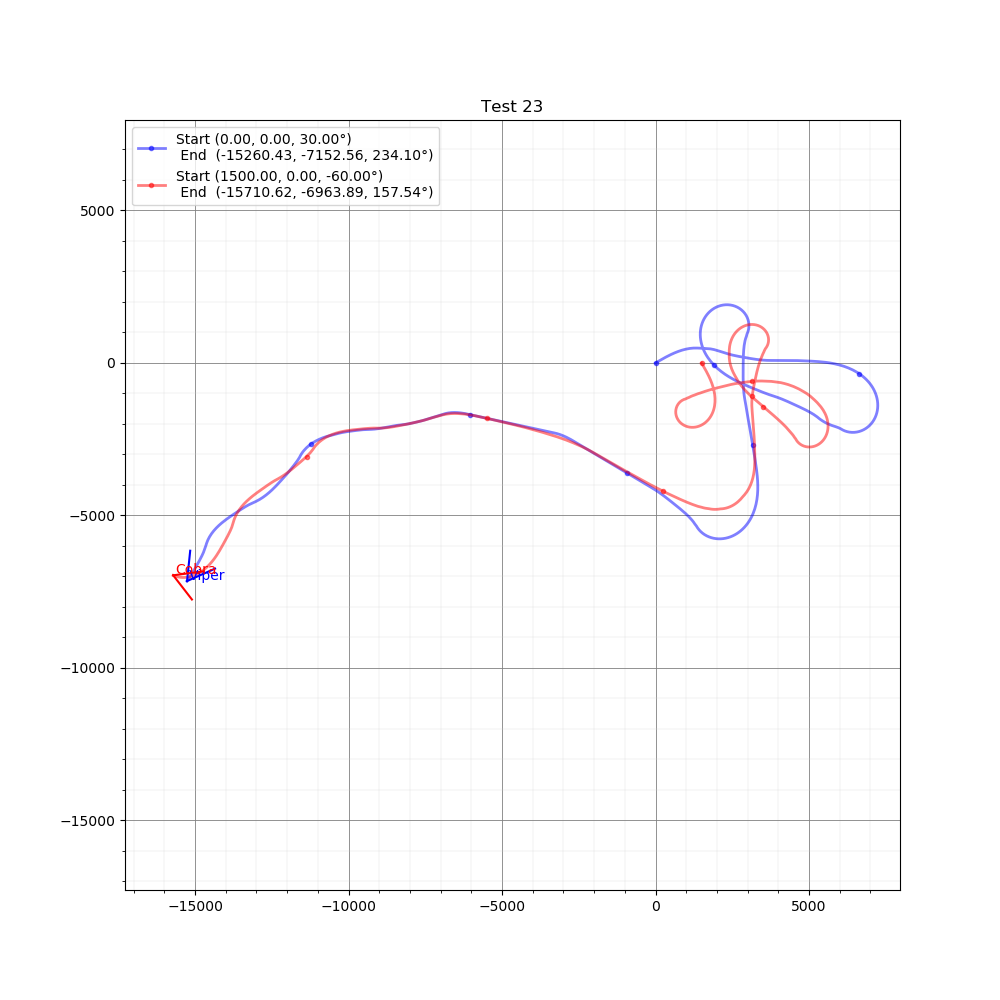 Test 23
Start (0.00, 0.00, 30.00°)
End  (-15260.43, -7152.56, 234.10°)
Start (1500.00, 0.00, -60.00°)
End  (-15710.62, -6963.89, 157.54°)
5000
0
−5000
−10000
−15000
Cobra
Viper
−15000
−10000
−5000
0
5000